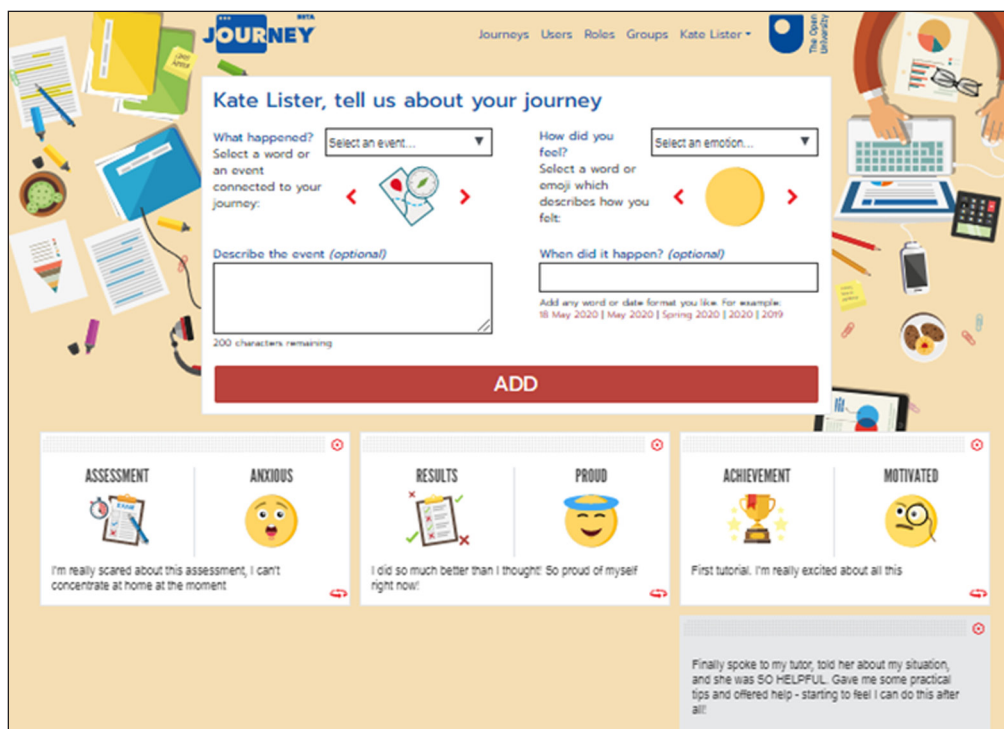 BETA
JOURNEY
Journeys Users Roles Groups Kate Lister
The Open
University
Kate Lister, tell us about your journey
What happened?
Select a word or
an event
connected to your
journey:
Select an event...
How did you
feel?
Select a word or
emoji which
describes how you
felt:
Select an emotion...
Describe the event (optional)
200 characters remaining
When did it happen? (optional)
Add any word or date format you like. For example:
18 May 2020 | May 2020 | Spring 2020 | 2020 | 2019
ADD
ASSESSMENT
ANXIOUS
EXAM
I'm really scared about this assessment, I can't
concentrate at home at the moment
RESULTS
PROUD
I did so much better than I thought! So proud of myself
right now!
ACHIEVEMENT
MOTIVATED
First tutorial. I'm really excited about all this
Finally spoke to my tutor, told her about my situation,
and she was SO HELPFUL. Gave me some practical
tips and offered help - starting to feel I can do this after
all!